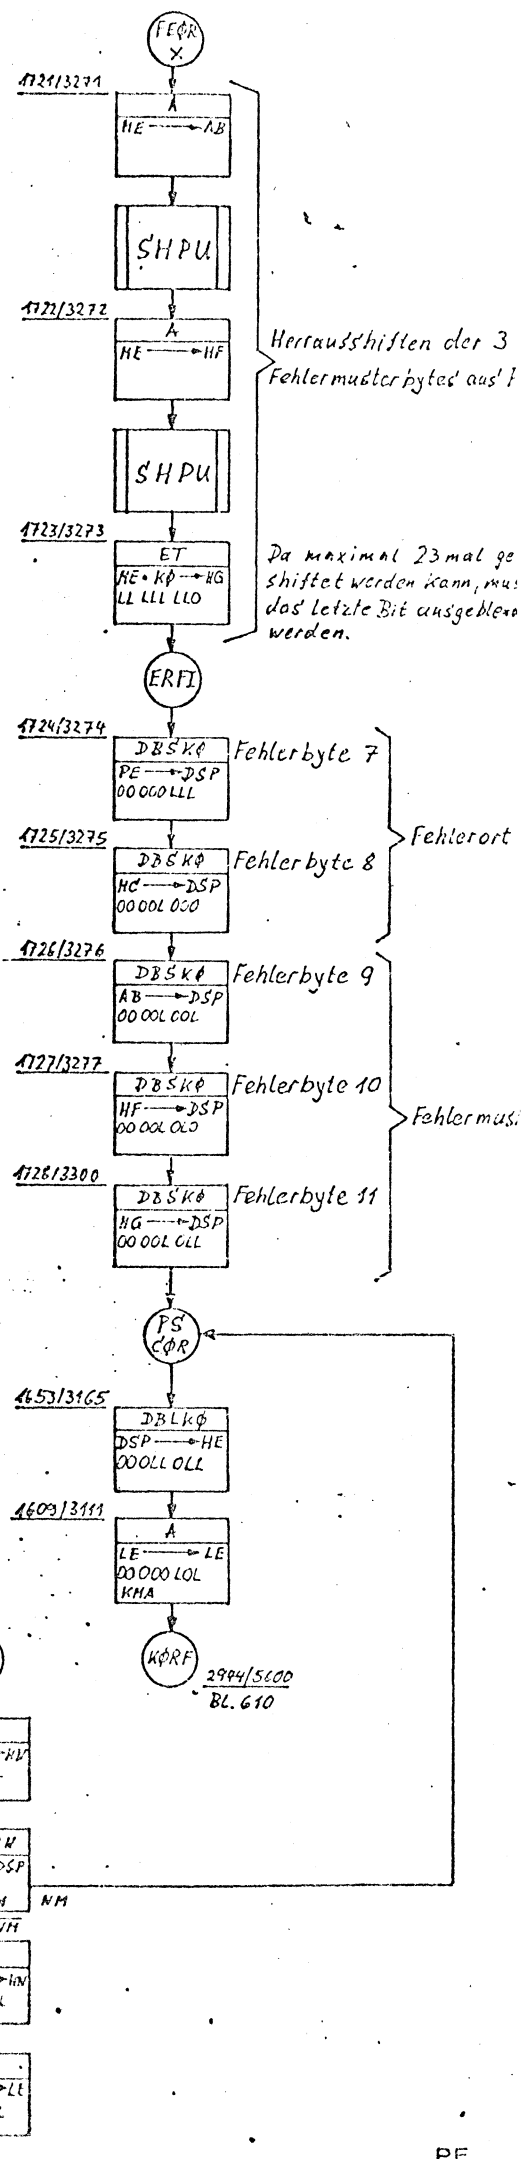 FEØR
X
1721/3271
A
HE → AB
SHPU
1722/3272
A
HE → HF
Herrausshiften der 3
Fehlermusterbytes aus
SHPU
1723/3273
ET
HE • KØ → HG
LL LLL LLO
Da maximal 23 mal ge
shiftet werden kann, mus
das letzte Bit ausgeblen
werden.
ERFI
1724/3274
DBSKØ
Fehlerbyte 7
PE → DSP
00 000 LLL
1725/3275
DBSKØ
Fehlerbyte 8
Fehlerort
HC → DSP
00 00L 000
1726/3276
DBSKØ
Fehlerbyte 9
AB → DSP
00 00L 00L
1727/3277
DBSKØ
Fehlerbyte 10
HF → DSP
00 00L 0L0
Fehlermus
1728/3300
DBSKØ
Fehlerbyte 11
HG → DSP
00 00L 0LL
PS
CØR
1653/3165
DBLKØ
DSP → HE
00 0LL 0LL
1609/3111
A
LE → LE
00 000 L0L
KMA
KØRF
2944/5600
BL. 610
DSP
NM
LE
PE